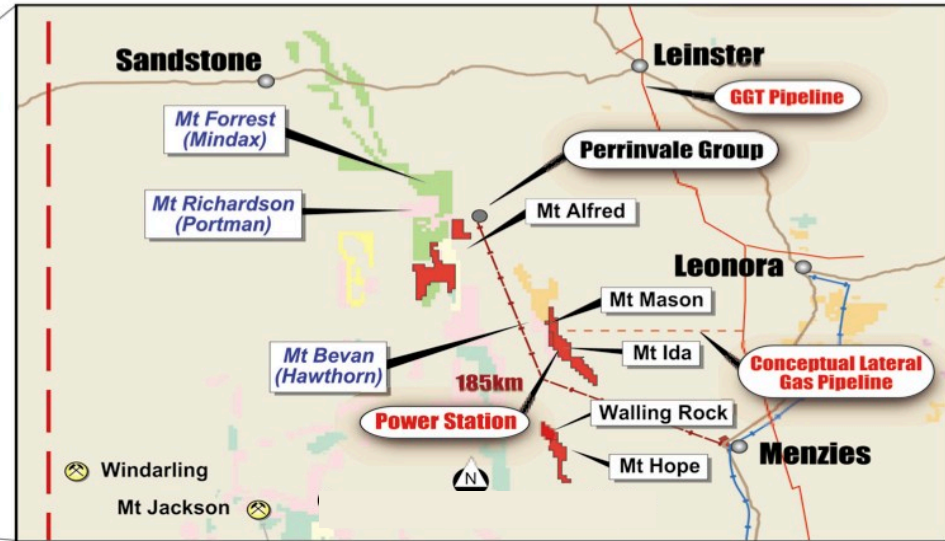 Sandstone
Leinster
GGT Pipeline
Mt Forrest
(Mindax)
Perrinvale Group
Mt Richardson
(Portman)
Mt Alfred
Leonora
Mt Mason
Mt Bevan
(Hawthorn)
Mt Ida
Conceptual Lateral
Gas Pipeline
185km
Power Station
Walling Rock
Menzies
Mt Hope
Windarling
N
Mt Jackson